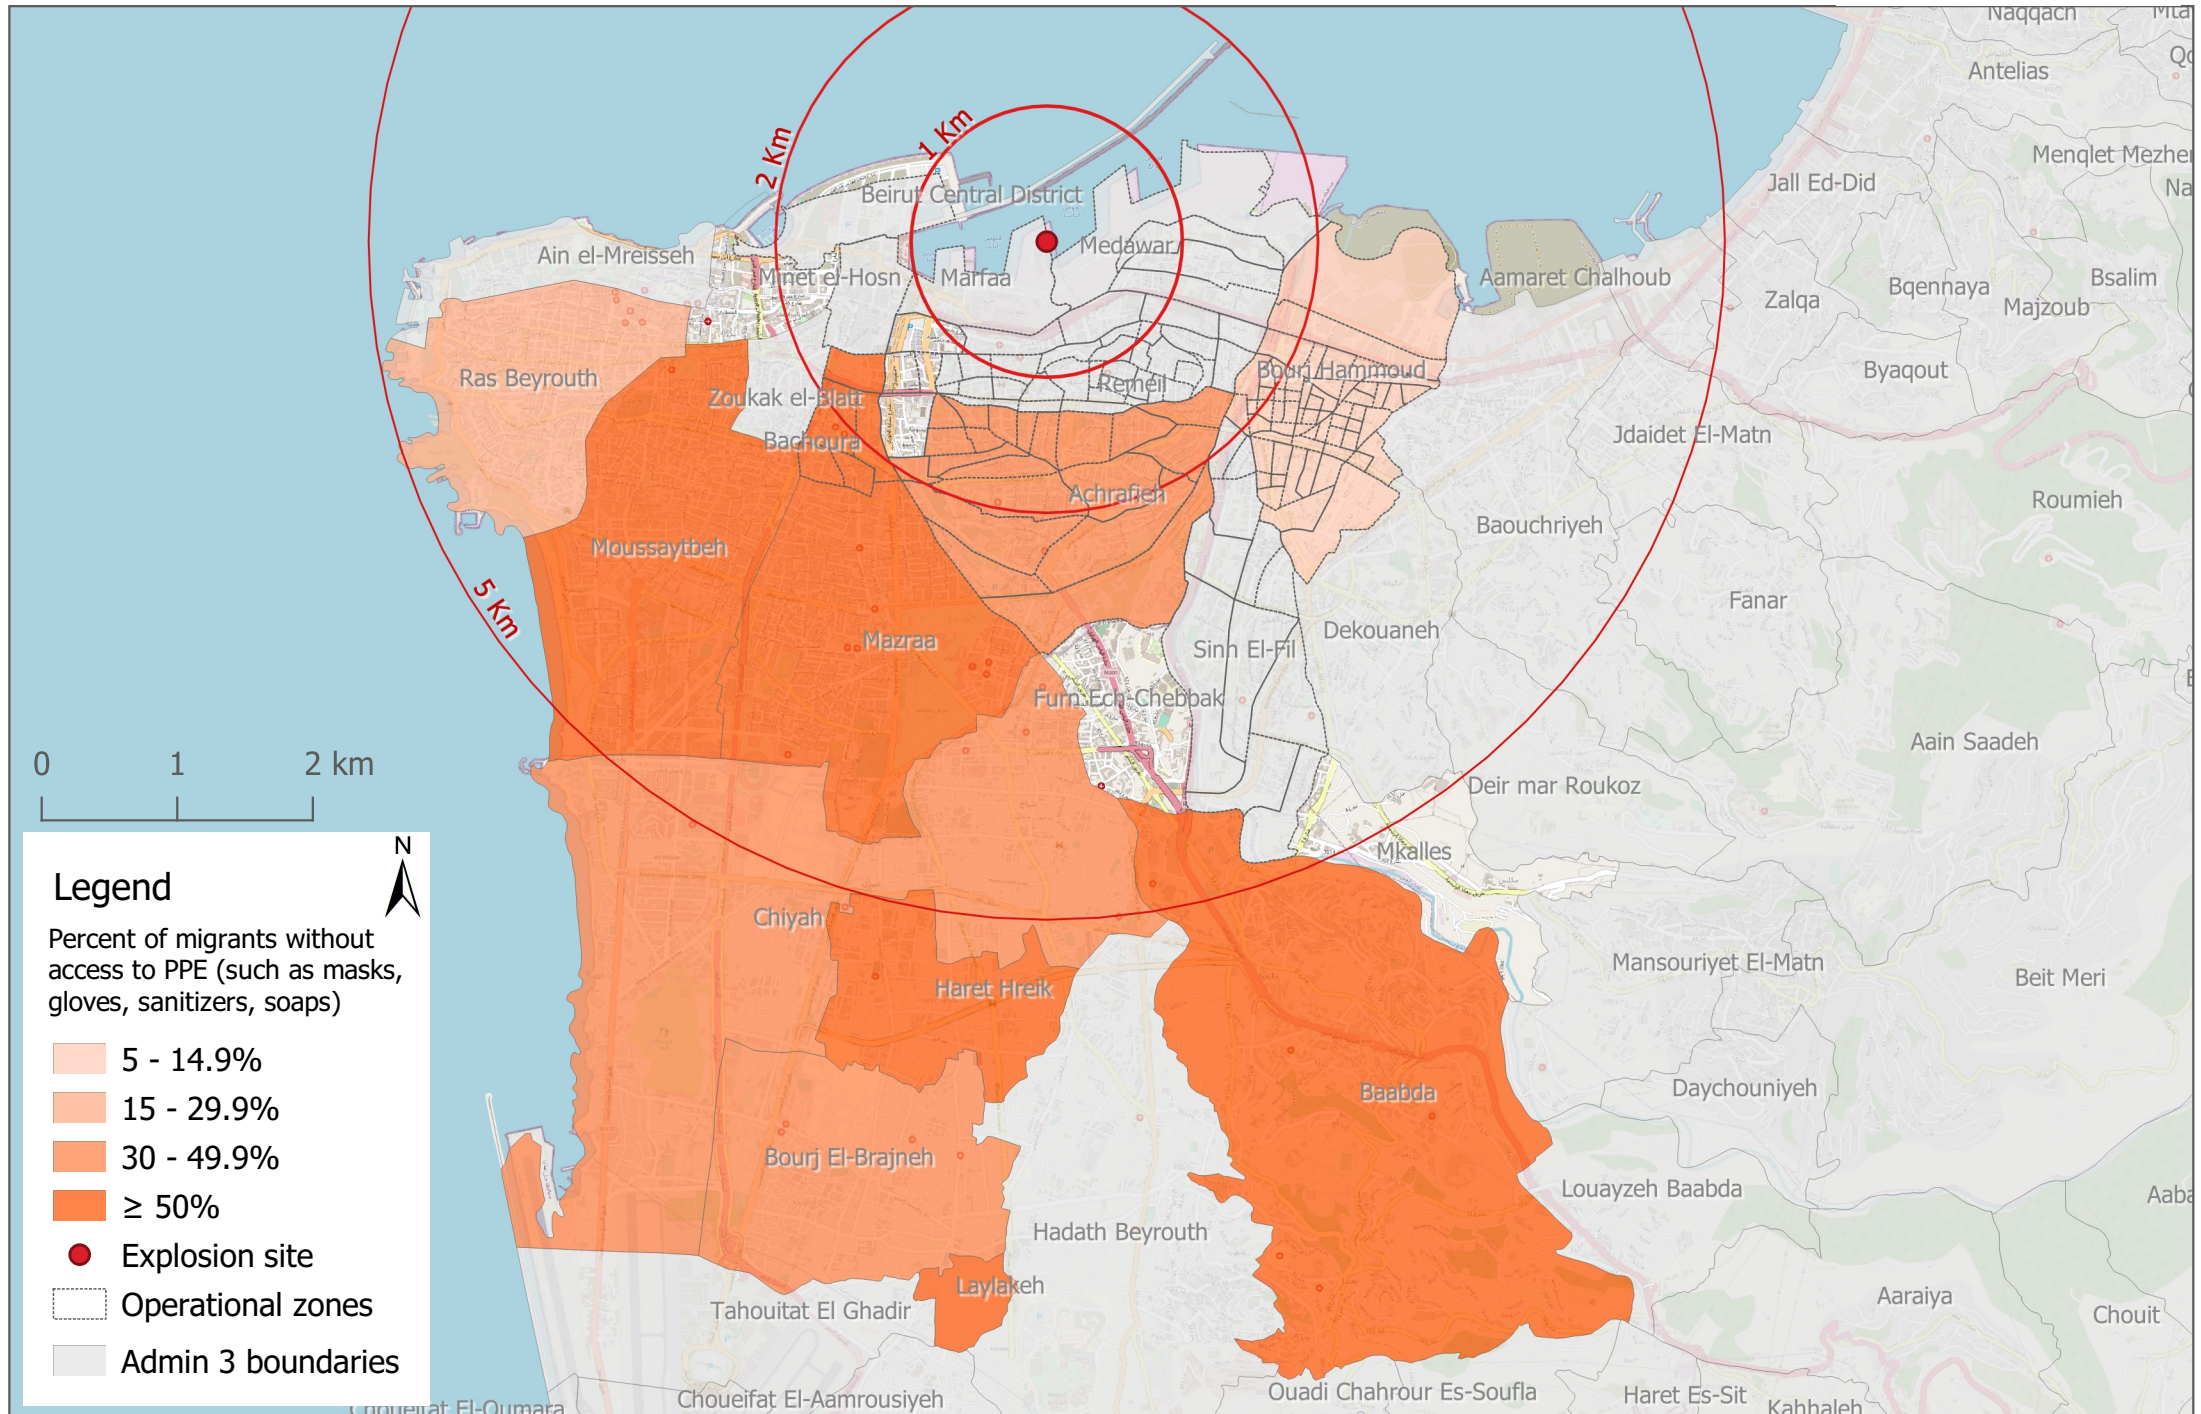 Naqqach
Antelias
Menqlet Mezher
Jall Ed-Did
1 Km
2 Km
Beirut Central District
Ain el-Mreisseh
Minet el-Hosn
Marfaa
Medawar
Aamaret Chalhoub
Zalqa
Bqennaya
Bsalim
Majzoub
Ras Beyrouth
Zoukak el-Blatt
Remeil
Bourj Hammoud
Byaqout
Bachoura
Jdaidet El-Matn
Achrafieh
Roumieh
Baouchriyeh
Moussaytbeh
5 Km
Fanar
Mazraa
Sinn El-Fil
Dekouaneh
Furn Ech-Chebbak
Aain Saadeh
0 1 2 km
Deir mar Roukoz
Mkalles
Chiyah
Mansouriyet El-Matn
Beit Meri
Haret Hreik
Baabda
Daychouniyeh
Bourj El-Brajneh
Louayzeh Baabda
Hadath Beyrouth
Laylakeh
Tahouitat El Ghadir
Aaraiya
Chouit
Choueifat El-Aamrousiyeh
Ouadi Chahrour Es-Soufla
Haret Es-Sit
Kahhaleh
Choueifat El-Oumara
N
Legend
Percent of migrants without
access to PPE (such as masks,
gloves, sanitizers, soaps)
5 - 14.9%
15 - 29.9%
30 - 49.9%
≥ 50%
Explosion site
Operational zones
Admin 3 boundaries